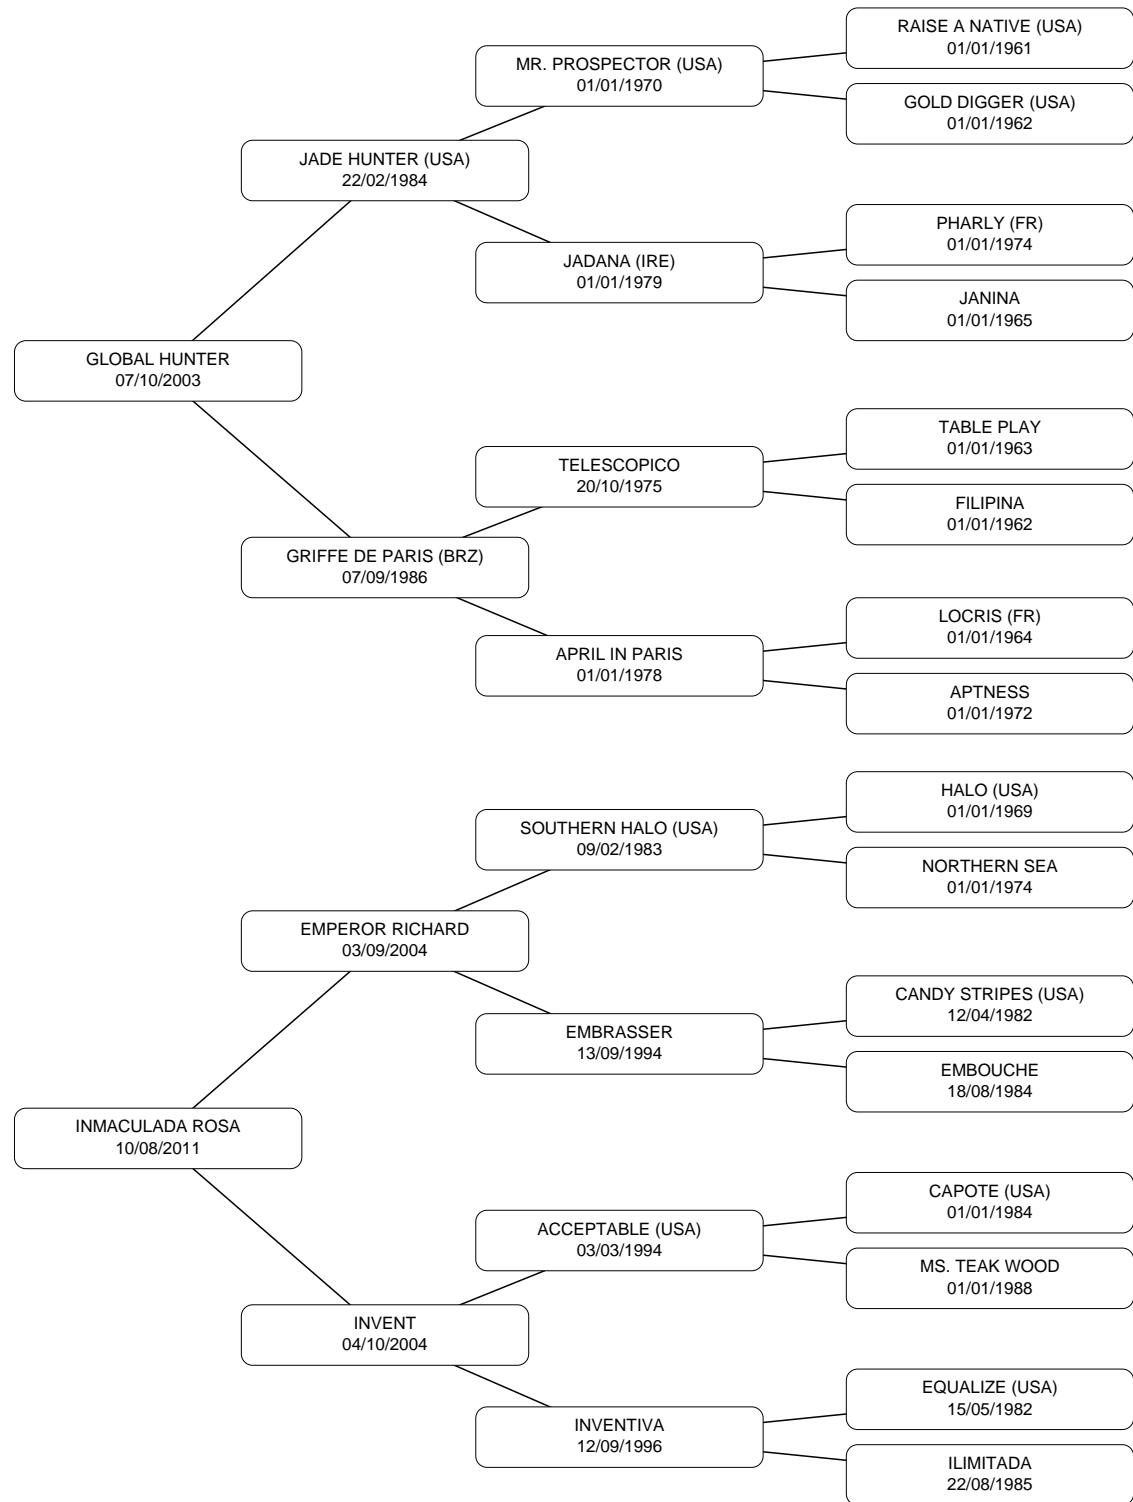 RAISE A NATIVE (USA)
01/01/1961
MR. PROSPECTOR (USA)
01/01/1970
GOLD DIGGER (USA)
01/01/1962
JADE HUNTER (USA)
22/02/1984
PHARLY (FR)
01/01/1974
JADANA (IRE)
01/01/1979
JANINA
01/01/1965
GLOBAL HUNTER
07/10/2003
TABLE PLAY
01/01/1963
TELESCOPICO
20/10/1975
FILIPINA
01/01/1962
GRIFFE DE PARIS (BRZ)
07/09/1986
LOCRIS (FR)
01/01/1964
APRIL IN PARIS
01/01/1978
APTNESS
01/01/1972
HALO (USA)
01/01/1969
SOUTHERN HALO (USA)
09/02/1983
NORTHERN SEA
01/01/1974
EMPEROR RICHARD
03/09/2004
CANDY STRIPES (USA)
12/04/1982
EMBRASSER
13/09/1994
EMBOUCHE
18/08/1984
INMACULADA ROSA
10/08/2011
CAPOTE (USA)
01/01/1984
ACCEPTABLE (USA)
03/03/1994
MS. TEAK WOOD
01/01/1988
INVENT
04/10/2004
EQUALIZE (USA)
15/05/1982
INVENTIVA
12/09/1996
ILIMITADA
22/08/1985